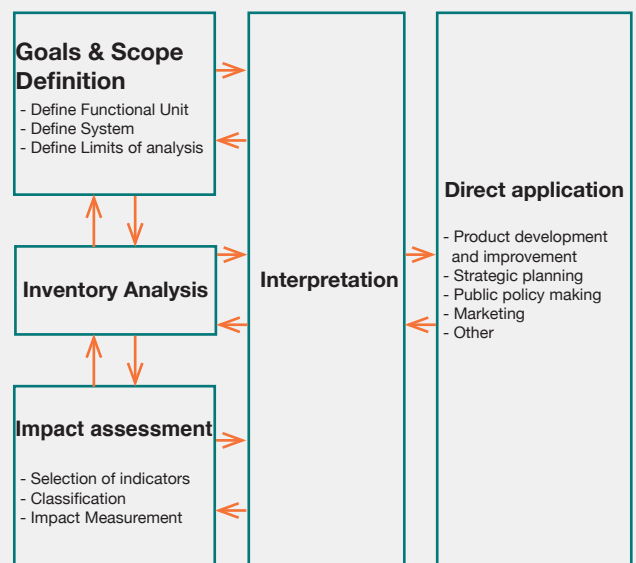 Goals & Scope
Definition
- Define Functional Unit
- Define System
- Define Limits of analysis
Inventory Analysis
Impact assessment
- Selection of indicators
- Classification
- Impact Measurement
Interpretation
Direct application
- Product development
and improvement
- Strategic planning
- Public policy making
- Marketing
- Other